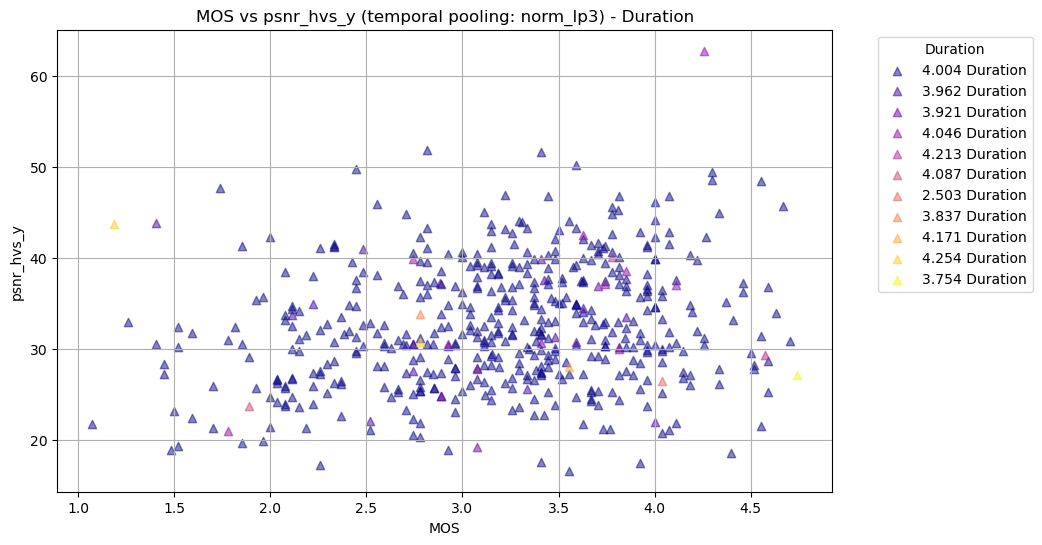 MOS vs psnr_hvs_y (temporal pooling: norm_lp3) - Duration
psnr_hvs_y
60
50
40
30
20
1.0 1.5 2.0 2.5 3.0 3.5 4.0 4.5
MOS
Duration
4.004 Duration
3.962 Duration
3.921 Duration
4.046 Duration
4.213 Duration
4.087 Duration
2.503 Duration
3.837 Duration
4.171 Duration
4.254 Duration
3.754 Duration